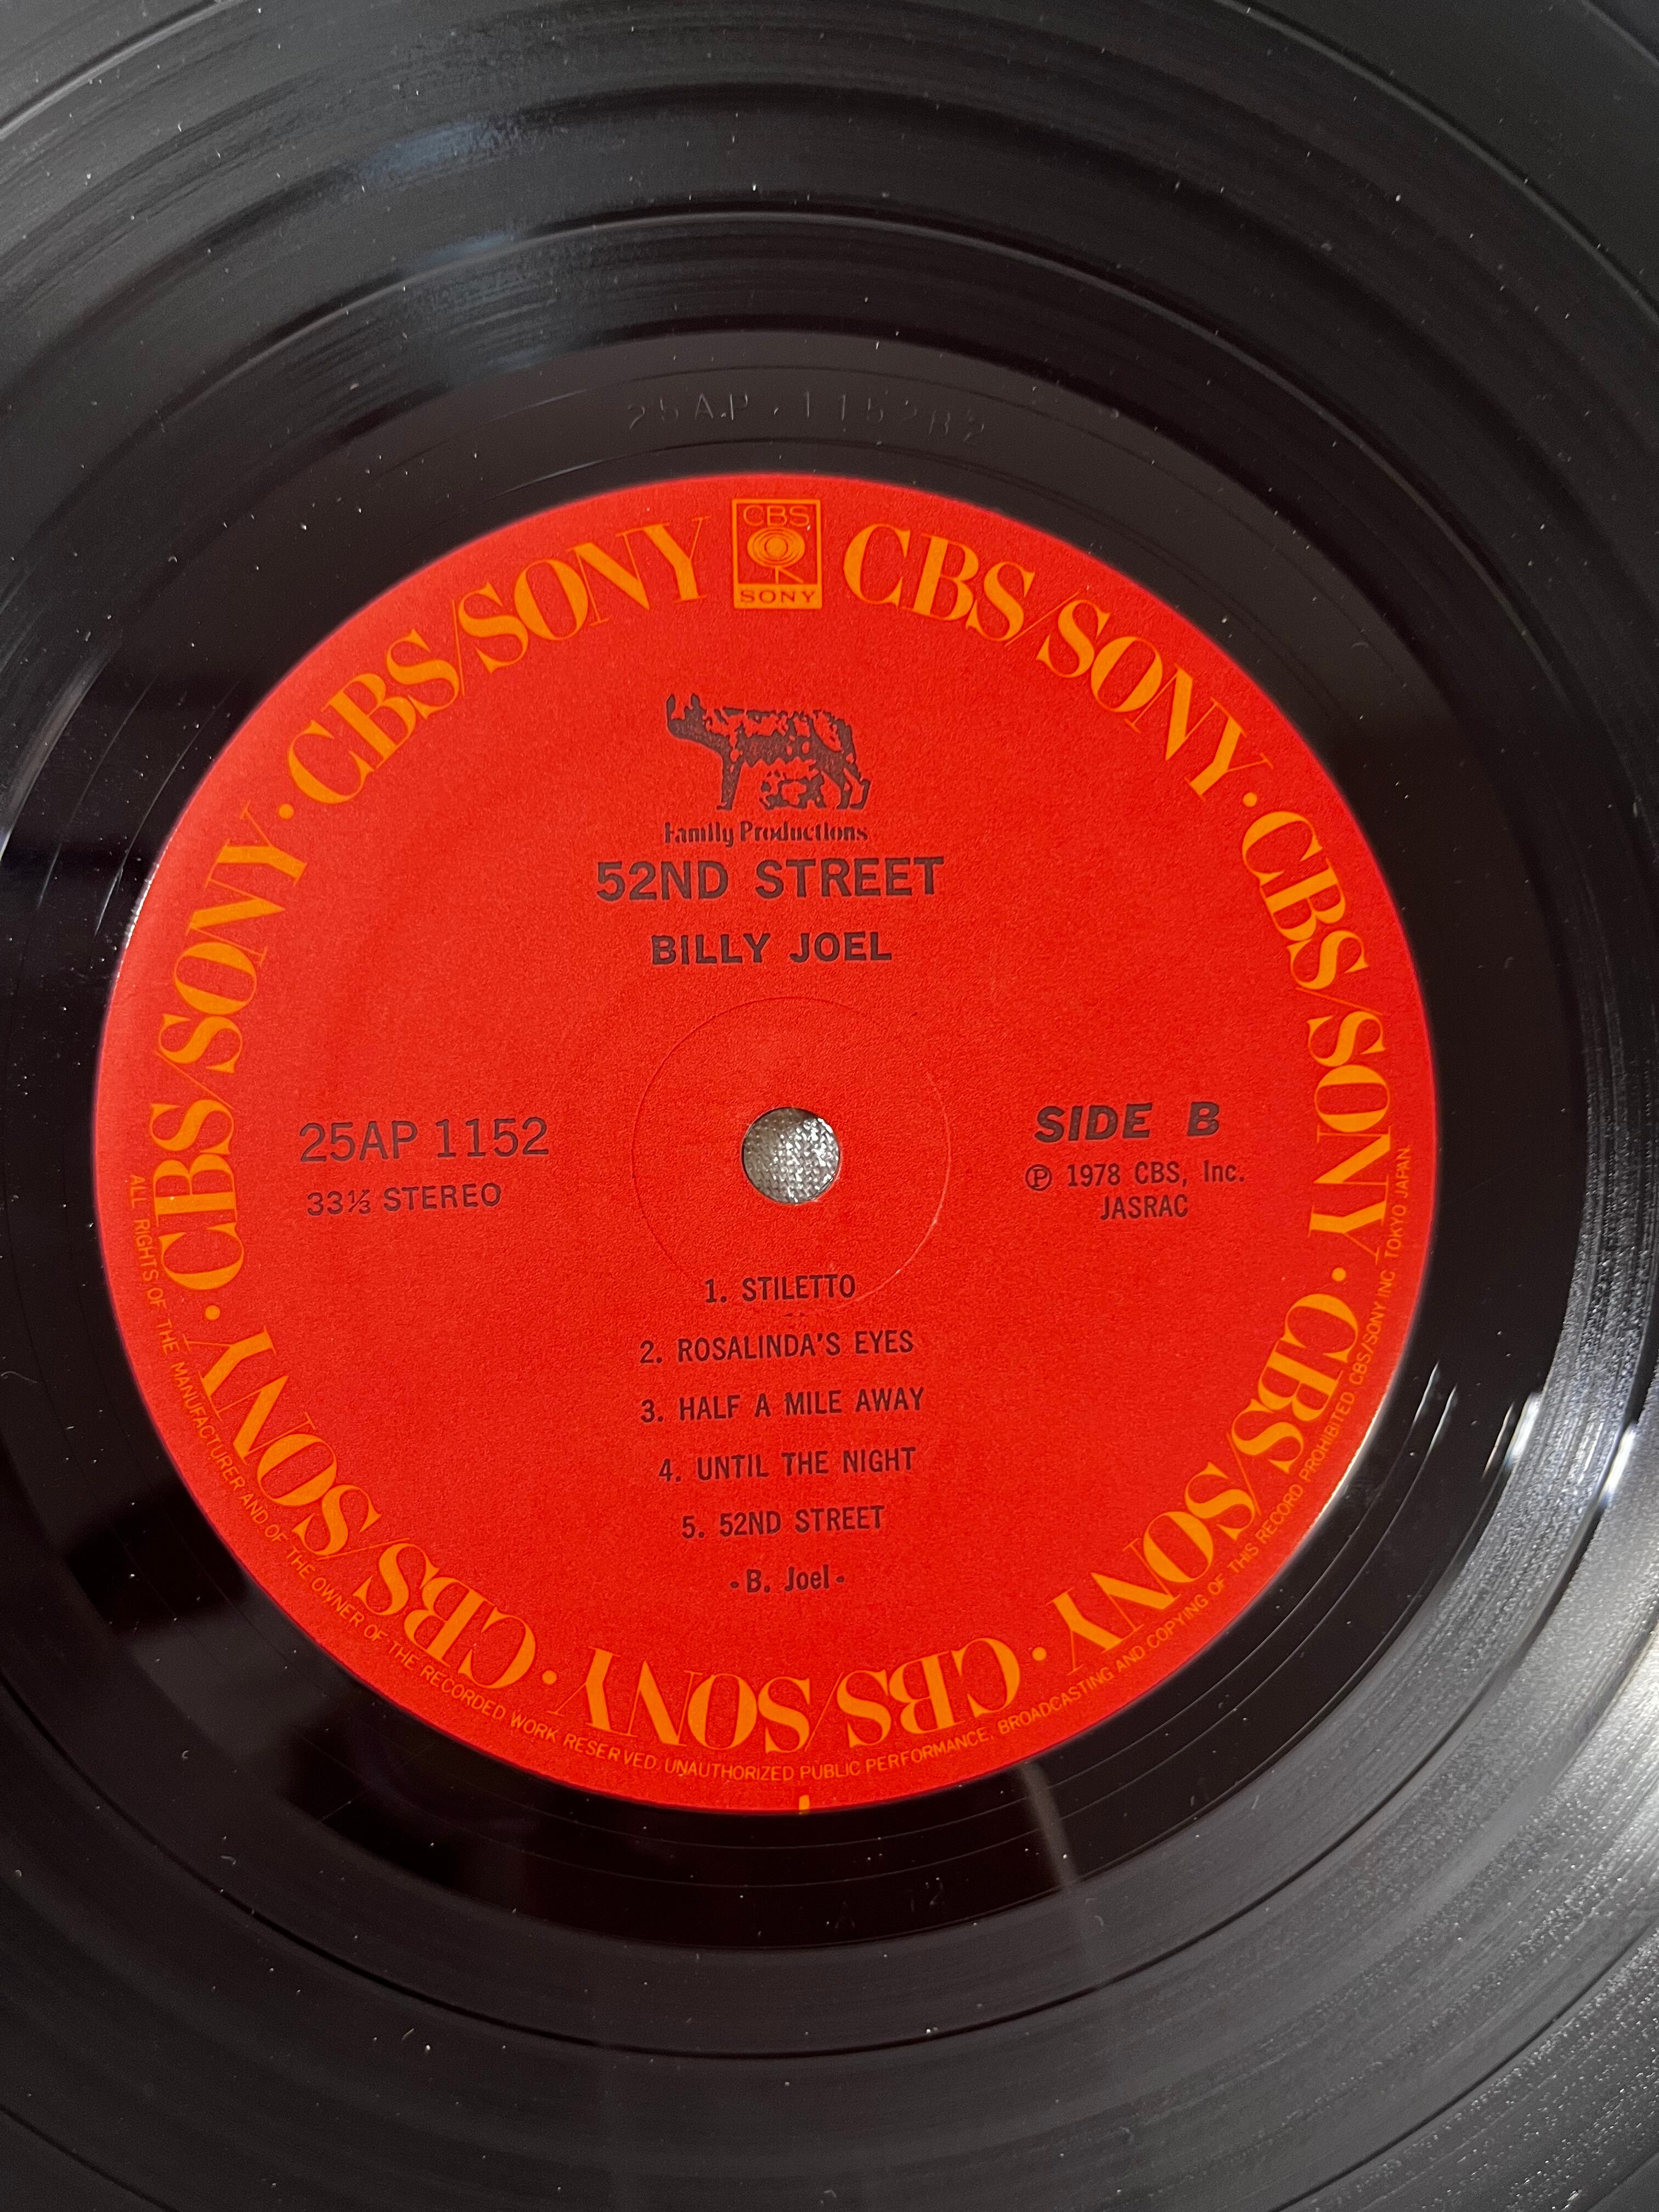 25AP 1152B2
CBS/SONY · CBS/SONY · CBS/SONY · CBS/SONY · CBS/SONY · CBS/SONY · CBS/SONY · CBS/SONY
CBS
SONY
Family Productions
52ND STREET
BILLY JOEL
25AP 1152
33⅓ STEREO
SIDE B
Ⓟ 1978 CBS, Inc.
JASRAC
1. STILETTO
2. ROSALINDA'S EYES
3. HALF A MILE AWAY
4. UNTIL THE NIGHT
5. 52ND STREET
-B. Joel-
ALL RIGHTS OF THE MANUFACTURER AND OF THE OWNER OF THE RECORDED WORK RESERVED. UNAUTHORIZED PUBLIC PERFORMANCE, BROADCASTING AND COPYING OF THIS RECORD PROHIBITED CBS/SONY INC TOKYO JAPAN